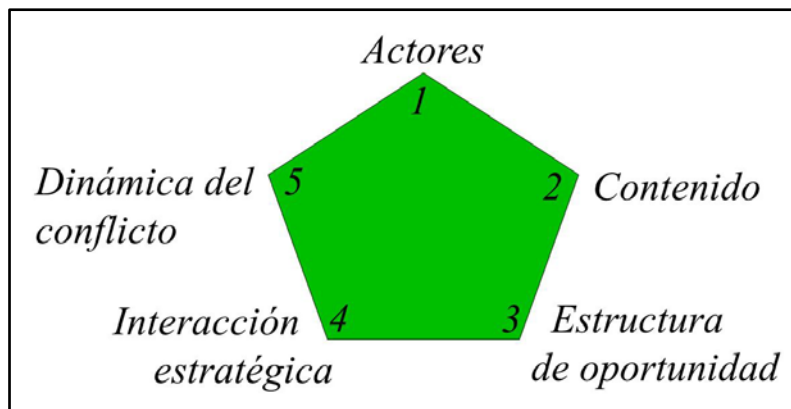 Actores
1
Dinámica del
conflicto
5
2
Contenido
Interacción
estratégica
4
3
Estructura
de oportunidad